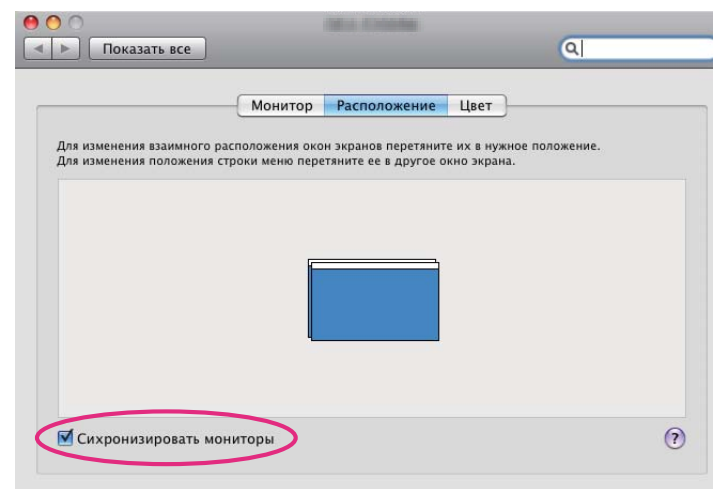 Показать все
Монитор Расположение Цвет
Для изменения взаимного расположения окон экранов перетяните их в нужное положение.
Для изменения положения строки меню перетяните ее в другое окно экрана.
Сихронизировать мониторы
?